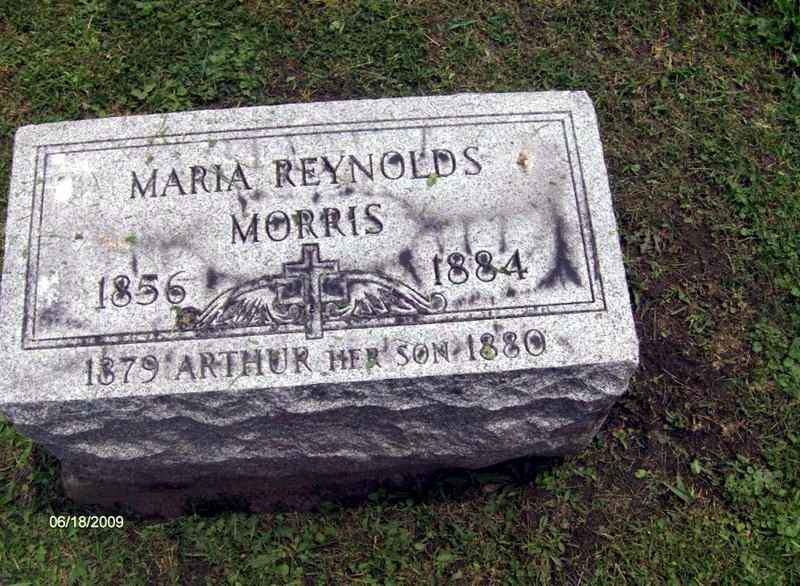 MARIA REYNOLDS
MORRIS
1856 1884
1879 ARTHUR HER SON 1880
06/18/2009